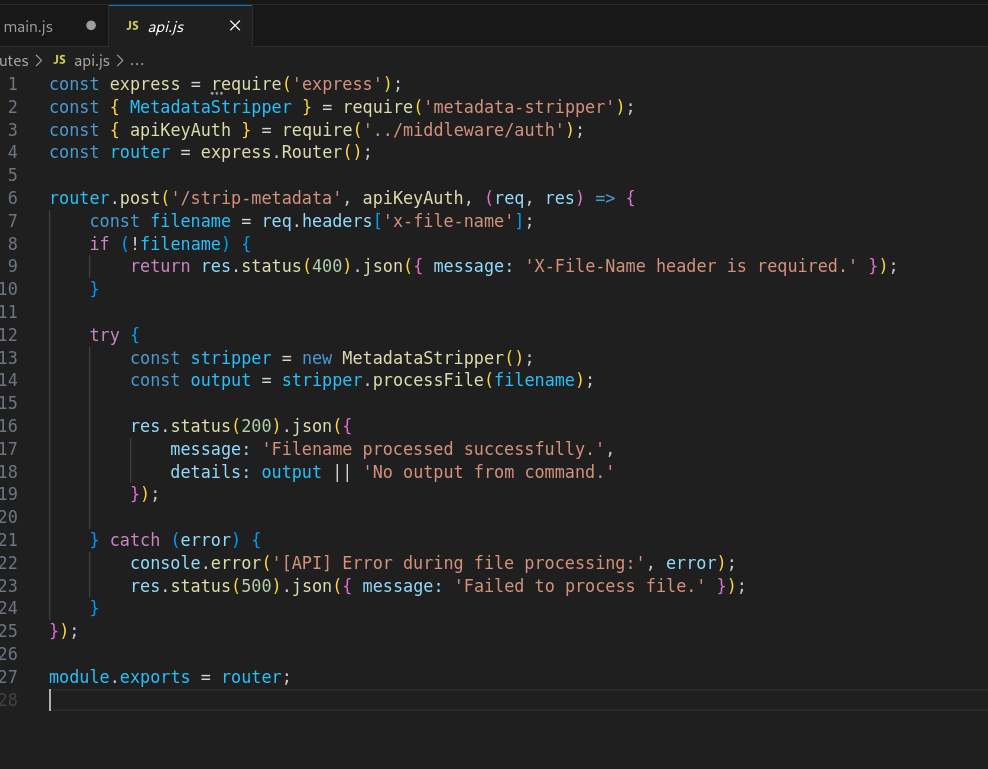 main.js
JS api.js
utes > JS api.js > ...
1 const express = require('express');
2 const { MetadataStripper } = require('metadata-stripper');
3 const { apiKeyAuth } = require('../middleware/auth');
4 const router = express.Router();
5
6 router.post('/strip-metadata', apiKeyAuth, (req, res) => {
7     const filename = req.headers['x-file-name'];
8     if (!filename) {
9         return res.status(400).json({ message: 'X-File-Name header is required.' });
10     }
11
12     try {
13         const stripper = new MetadataStripper();
14         const output = stripper.processFile(filename);
15
16         res.status(200).json({
17             message: 'Filename processed successfully.',
18             details: output || 'No output from command.'
19         });
20
21     } catch (error) {
22         console.error('[API] Error during file processing:', error);
23         res.status(500).json({ message: 'Failed to process file.' });
24     }
25 });
26
27 module.exports = router;
28